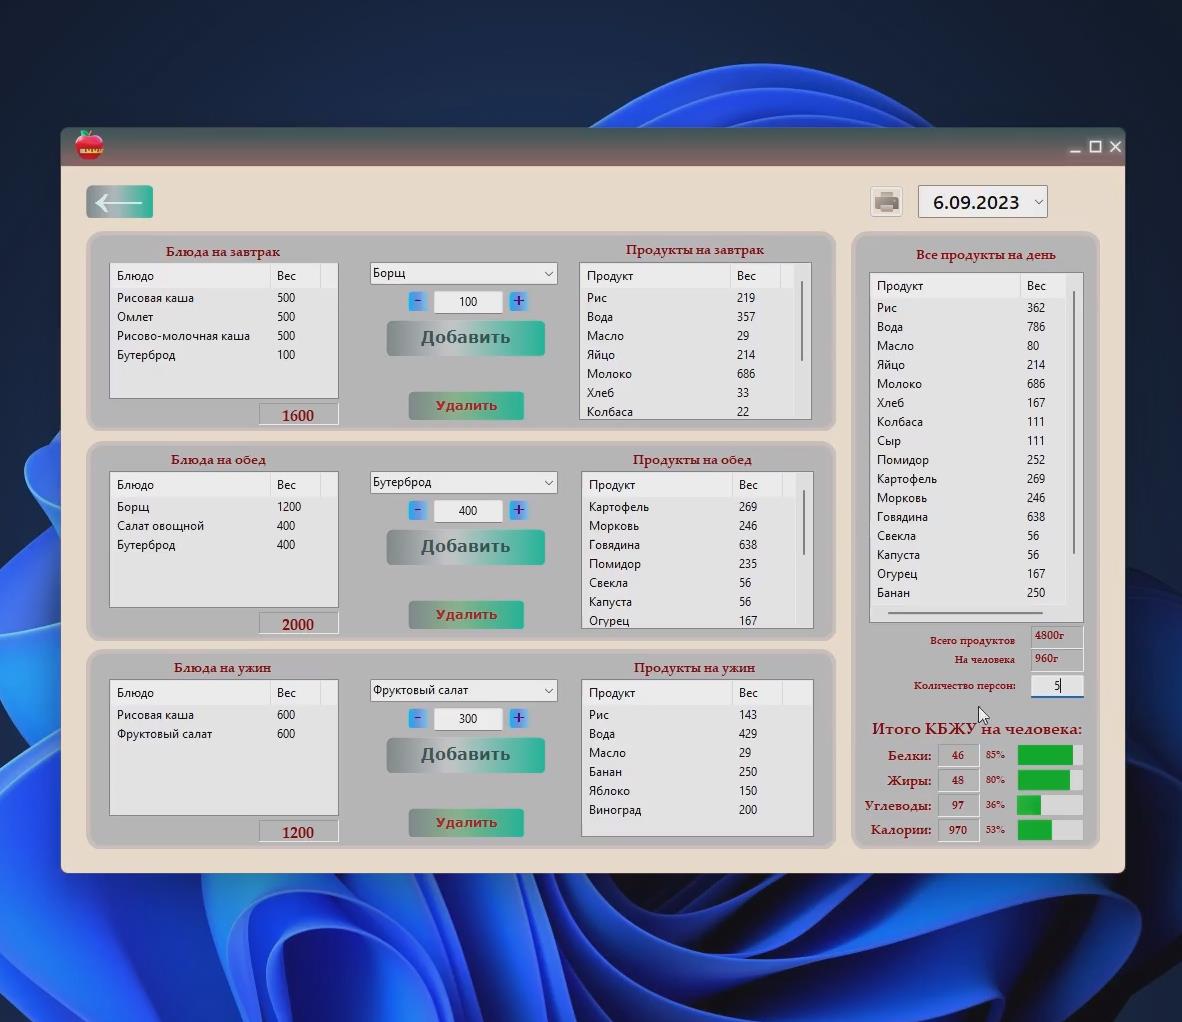 6.09.2023
Блюда на завтрак
Блюдо Вес
Рисовая каша 500
Омлет 500
Рисово-молочная каша 500
Бутерброд 100
1600
Борщ
- 100 +
Добавить
Удалить
Продукты на завтрак
Продукт Вес
Рис 219
Вода 357
Масло 29
Яйцо 214
Молоко 686
Хлеб 33
Колбаса 22
Блюда на обед
Блюдо Вес
Борщ 1200
Салат овощной 400
Бутерброд 400
2000
Бутерброд
- 400 +
Добавить
Удалить
Продукты на обед
Продукт Вес
Картофель 269
Морковь 246
Говядина 638
Помидор 235
Свекла 56
Капуста 56
Огурец 167
Блюда на ужин
Блюдо Вес
Рисовая каша 600
Фруктовый салат 600
1200
Фруктовый салат
- 300 +
Добавить
Удалить
Продукты на ужин
Продукт Вес
Рис 143
Вода 429
Масло 29
Банан 250
Яблоко 150
Виноград 200
Все продукты на день
Продукт Вес
Рис 362
Вода 786
Масло 80
Яйцо 214
Молоко 686
Хлеб 167
Колбаса 111
Сыр 111
Помидор 252
Картофель 269
Морковь 246
Говядина 638
Свекла 56
Капуста 56
Огурец 167
Банан 250
Всего продуктов 4800г
На человека 960г
Количество персон: 5
Итого КБЖУ на человека:
Белки: 46 85%
Жиры: 48 80%
Углеводы: 97 36%
Калории: 970 53%